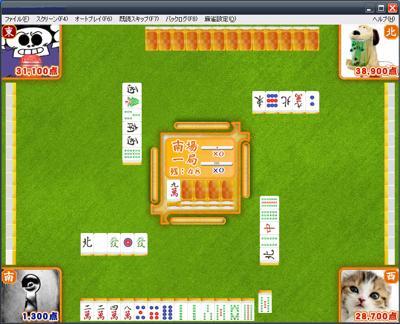 ファイル(E) スクリーン(F4) オートプレイ(F6) 既読スキップ(F7) バックログ(F8) 麻雀設定(O) ヘルプ(H)
東
31,100点
北
38,900点
南場
一局
×0
残:48
×0
南
1,300点
西
28,700点